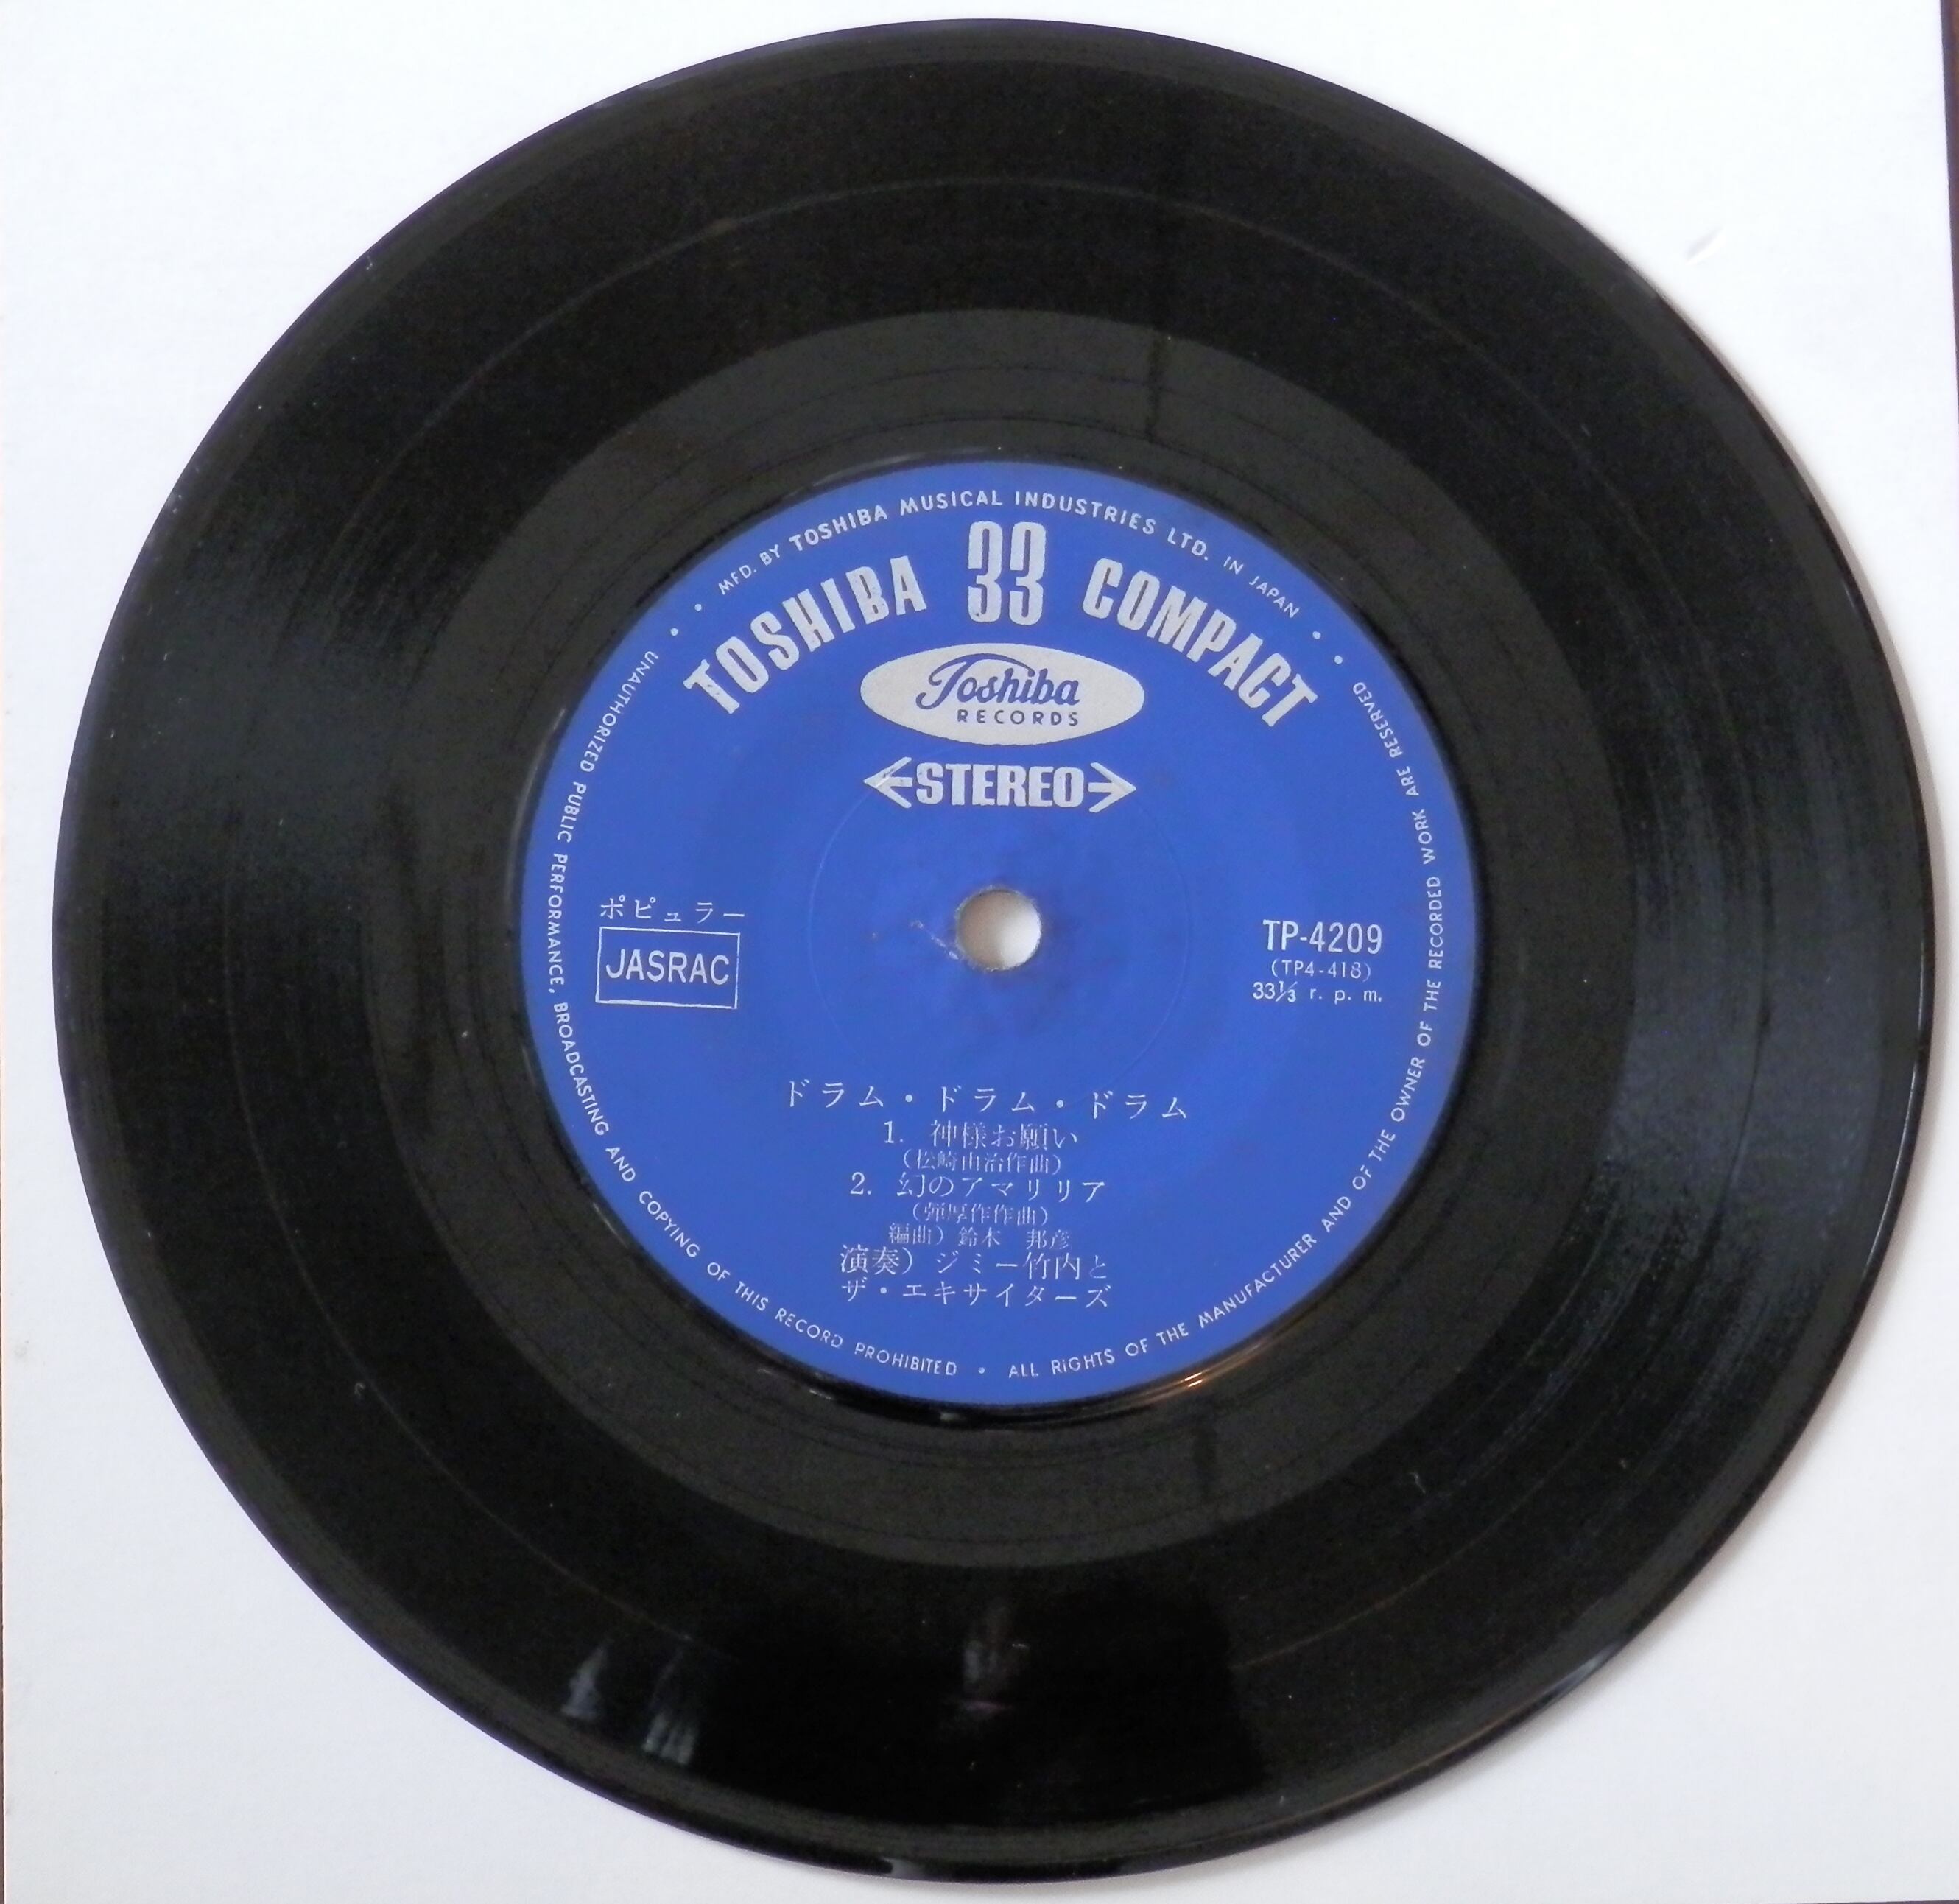 MFD. BY TOSHIBA MUSICAL INDUSTRIES LTD. IN JAPAN
TOSHIBA 33 COMPACT
Toshiba
RECORDS
STEREO
ポピュラー
JASRAC
TP-4209
(TP4-418)
33⅓ r. p. m.
ドラム・ドラム・ドラム
1. 神様お願い
(松崎由治作曲)
2. 幻のアマリリア
(弾厚作作曲)
編曲) 鈴木 邦彦
演奏) ジミー竹内と
ザ・エキサイターズ
UNAUTHORIZED PUBLIC PERFORMANCE, BROADCASTING AND COPYING OF THIS RECORD PROHIBITED • ALL RIGHTS OF THE MANUFACTURER AND OF THE OWNER OF THE RECORDED WORK ARE RESERVED